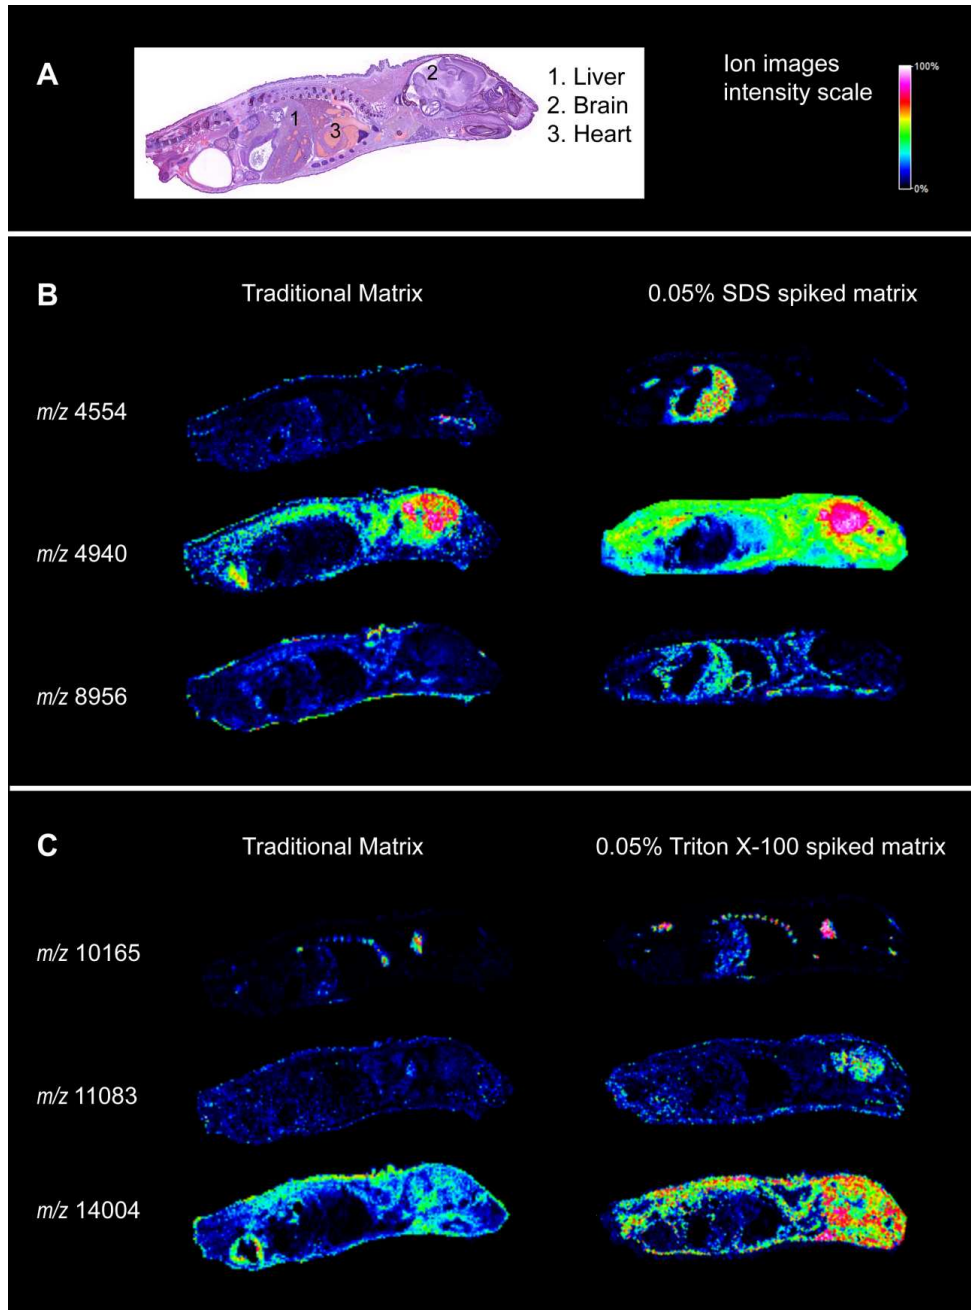 A
1
2
3
1. Liver
2. Brain
3. Heart
Ion images
intensity scale
100%
0%
B
Traditional Matrix
0.05% SDS spiked matrix
m/z 4554
m/z 4940
m/z 8956
C
Traditional Matrix
0.05% Triton X-100 spiked matrix
m/z 10165
m/z 11083
m/z 14004